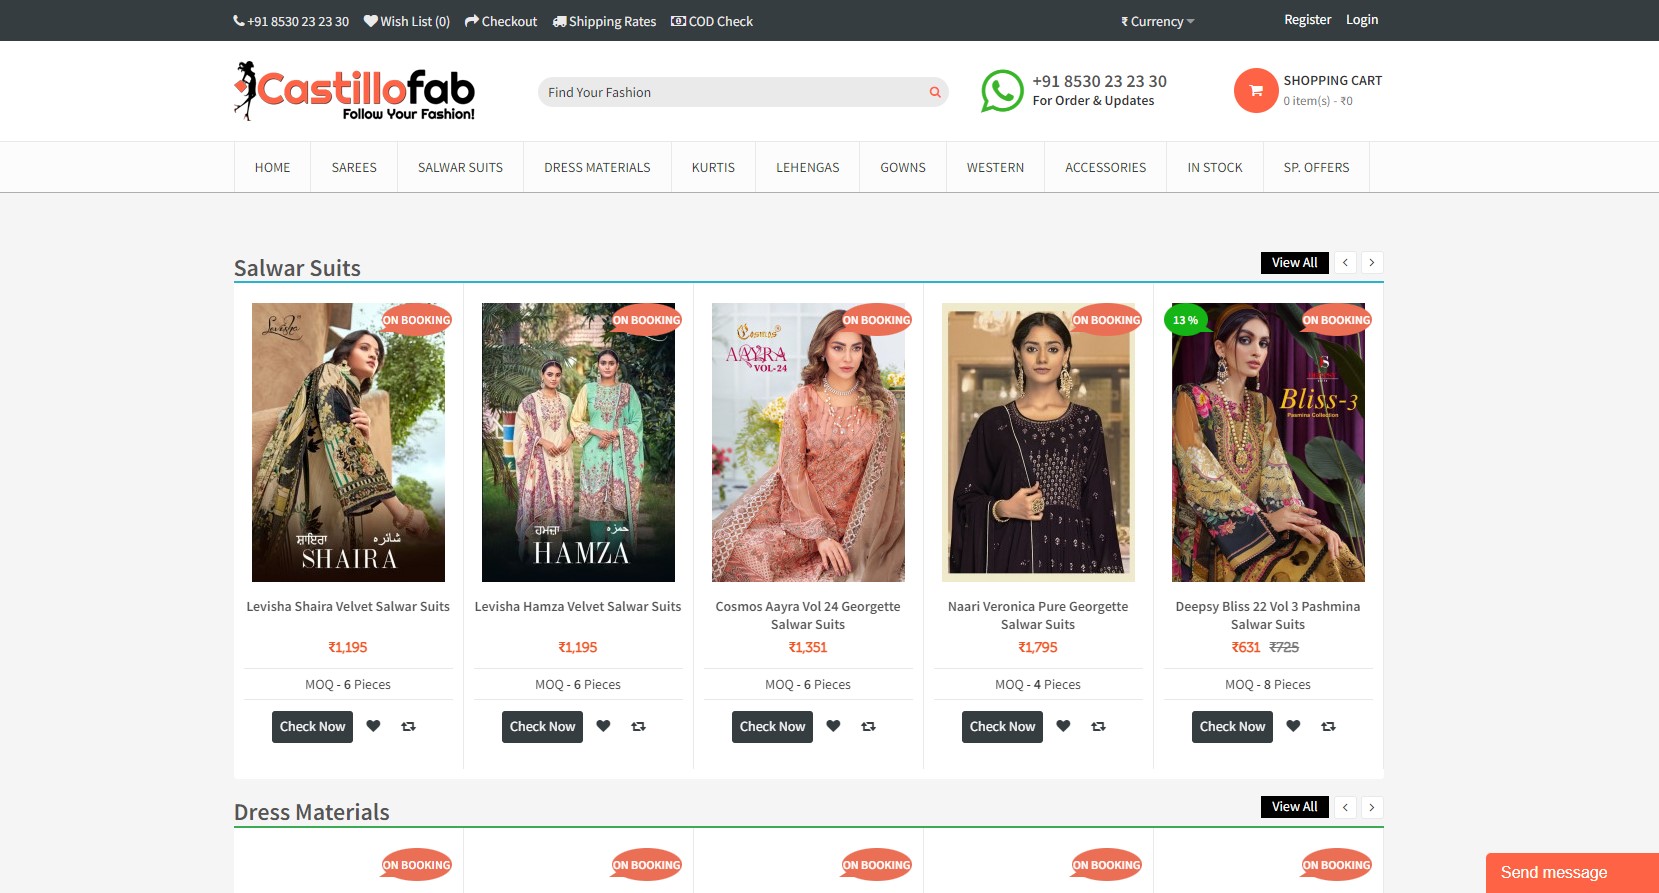 +91 8530 23 23 30 Wish List (0) Checkout Shipping Rates COD Check ₹ Currency Register Login
Castillofab
Follow Your Fashion!
Find Your Fashion
+91 8530 23 23 30
For Order & Updates
SHOPPING CART
0 item(s) - ₹0
HOME SAREES SALWAR SUITS DRESS MATERIALS KURTIS LEHENGAS GOWNS WESTERN ACCESSORIES IN STOCK SP. OFFERS
Salwar Suits
View All
Levisha
ON BOOKING
ਸ਼ਾਇਰਾ شائره
SHAIRA
Levisha Shaira Velvet Salwar Suits
₹1,195
MOQ - 6 Pieces
Check Now
ON BOOKING
ਹਮਜ਼ਾ حمزه
HAMZA
Levisha Hamza Velvet Salwar Suits
₹1,195
MOQ - 6 Pieces
Check Now
ON BOOKING
Cosmos
AAYRA
VOL-24
Cosmos Aayra Vol 24 Georgette
Salwar Suits
₹1,351
MOQ - 6 Pieces
Check Now
ON BOOKING
Naari Veronica Pure Georgette
Salwar Suits
₹1,795
MOQ - 4 Pieces
Check Now
13 %
ON BOOKING
Bliss-3
Pasmina Collection
Deepsy Bliss 22 Vol 3 Pashmina
Salwar Suits
₹631 ₹725
MOQ - 8 Pieces
Check Now
Dress Materials
View All
ON BOOKING
ON BOOKING
ON BOOKING
ON BOOKING
ON BOOKING
Send message